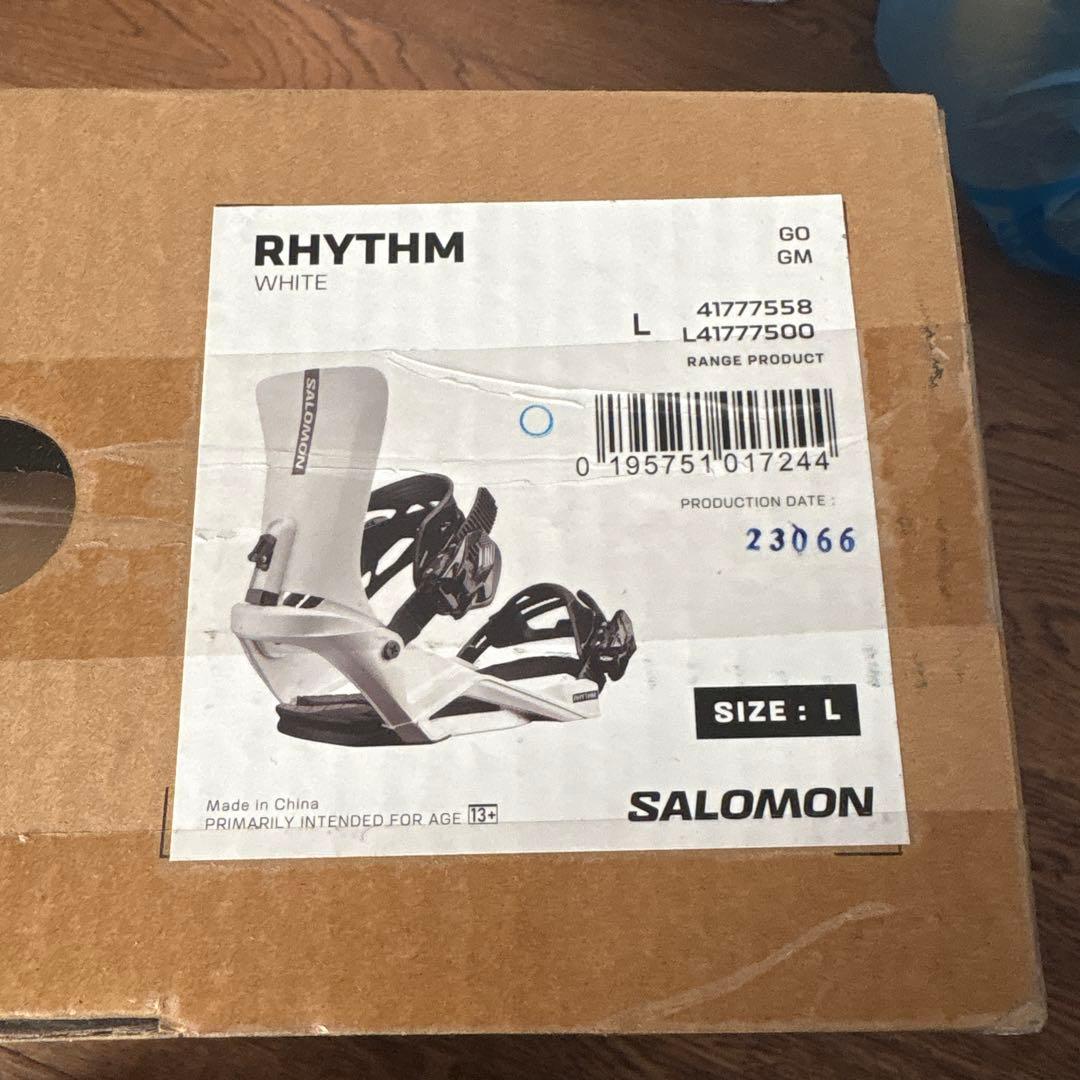 RHYTHM
WHITE
GO
GM
L
41777558
L41777500
RANGE PRODUCT
0 195751 017244
PRODUCTION DATE :
23066
SALOMON
RHYTHM
SIZE : L
Made in China
PRIMARILY INTENDED FOR AGE 13+
SALOMON